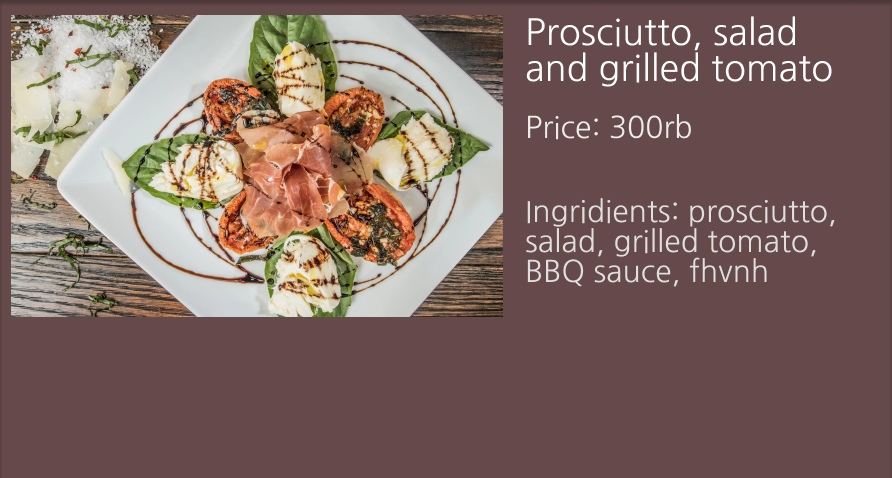 Prosciutto, salad
and grilled tomato
Price: 300rb
Ingridients: prosciutto,
salad, grilled tomato,
BBQ sauce, fhvnh